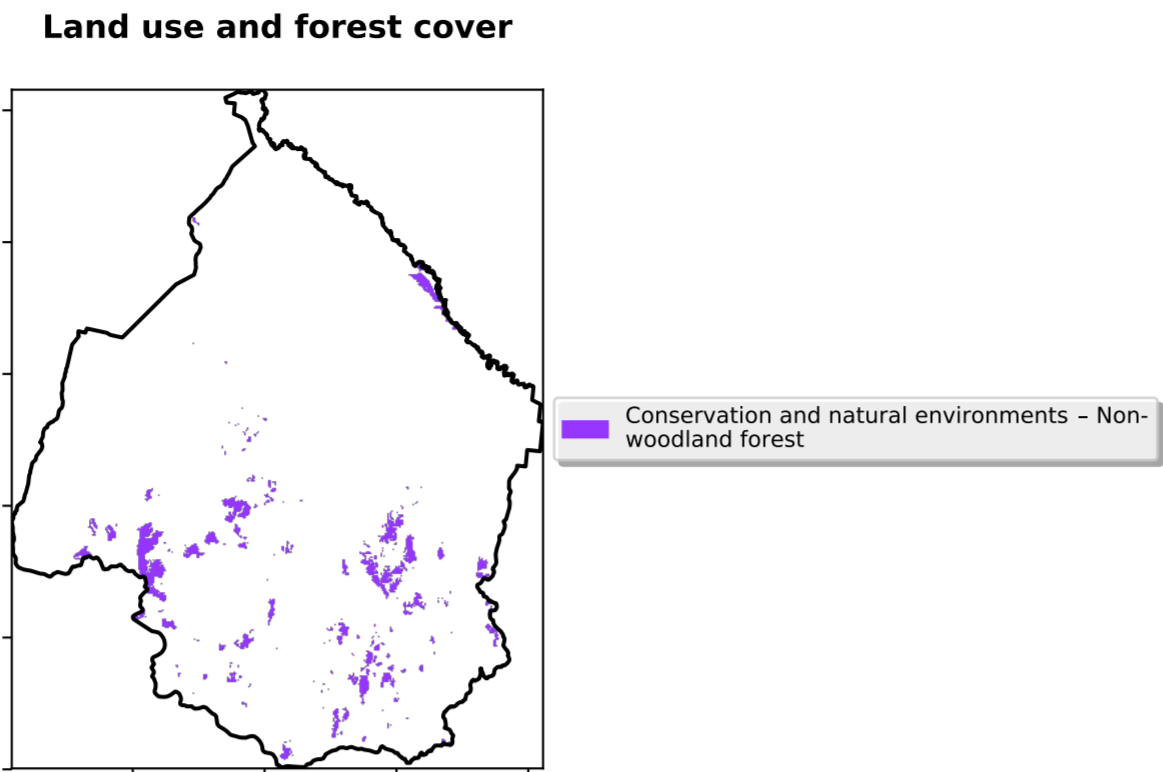 Land use and forest cover
Conservation and natural environments – Non-
woodland forest